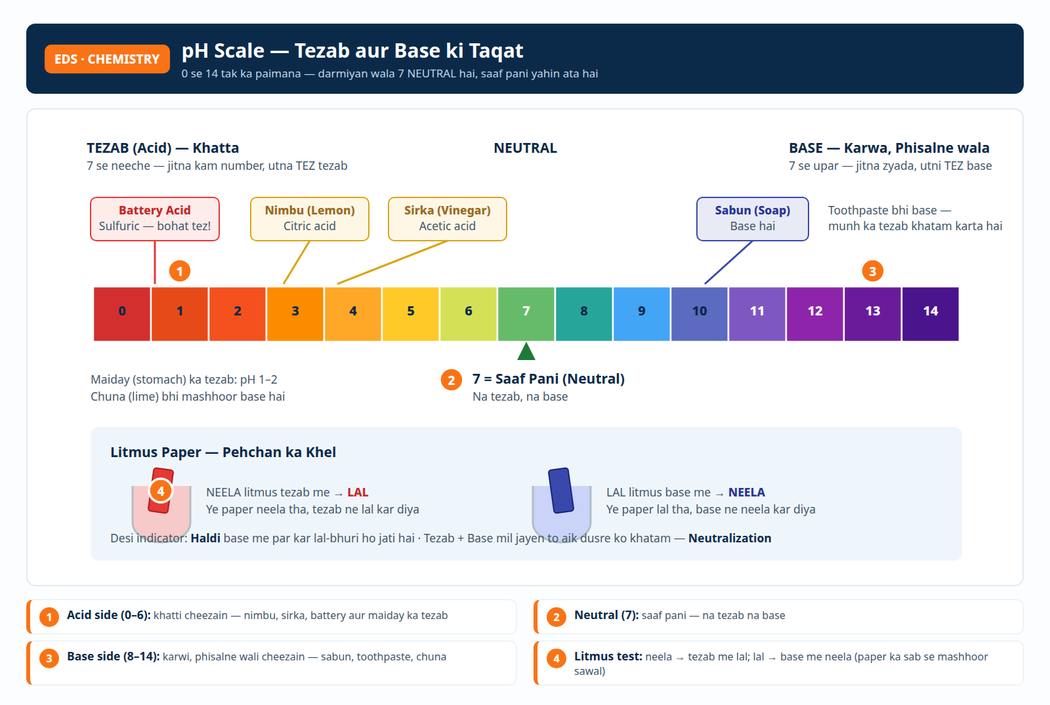 EDS · CHEMISTRY
pH Scale — Tezab aur Base ki Taqat
0 se 14 tak ka paimana — darmiyan wala 7 NEUTRAL hai, saaf pani yahin ata hai
TEZAB (Acid) — Khatta
7 se neeche — jitna kam number, utna TEZ tezab
NEUTRAL
BASE — Karwa, Phisalne wala
7 se upar — jitna zyada, utni TEZ base
Battery Acid
Sulfuric — bohat tez!
Nimbu (Lemon)
Citric acid
Sirka (Vinegar)
Acetic acid
Sabun (Soap)
Base hai
Toothpaste bhi base —
munh ka tezab khatam karta hai
1
3
0 1 2 3 4 5 6 7 8 9 10 11 12 13 14
Maiday (stomach) ka tezab: pH 1–2
Chuna (lime) bhi mashhoor base hai
2
7 = Saaf Pani (Neutral)
Na tezab, na base
Litmus Paper — Pehchan ka Khel
4
NEELA litmus tezab me → LAL
Ye paper neela tha, tezab ne lal kar diya
LAL litmus base me → NEELA
Ye paper lal tha, base ne neela kar diya
Desi indicator: Haldi base me par kar lal-bhuri ho jati hai · Tezab + Base mil jayen to aik dusre ko khatam — Neutralization
1 Acid side (0–6): khatti cheezain — nimbu, sirka, battery aur maiday ka tezab
2 Neutral (7): saaf pani — na tezab na base
3 Base side (8–14): karwi, phisalne wali cheezain — sabun, toothpaste, chuna
4 Litmus test: neela → tezab me lal; lal → base me neela (paper ka sab se mashhoor
sawal)